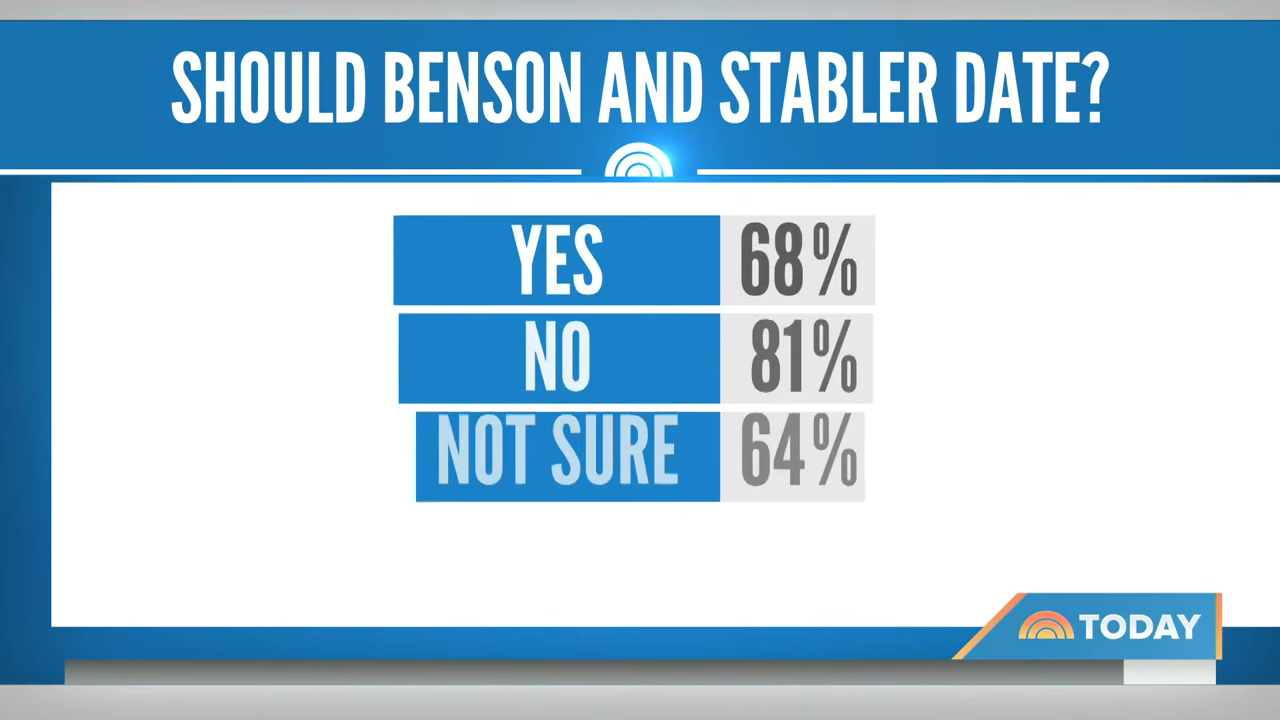 SHOULD BENSON AND STABLER DATE?
YES 68%
NO 81%
NOT SURE 64%
TODAY